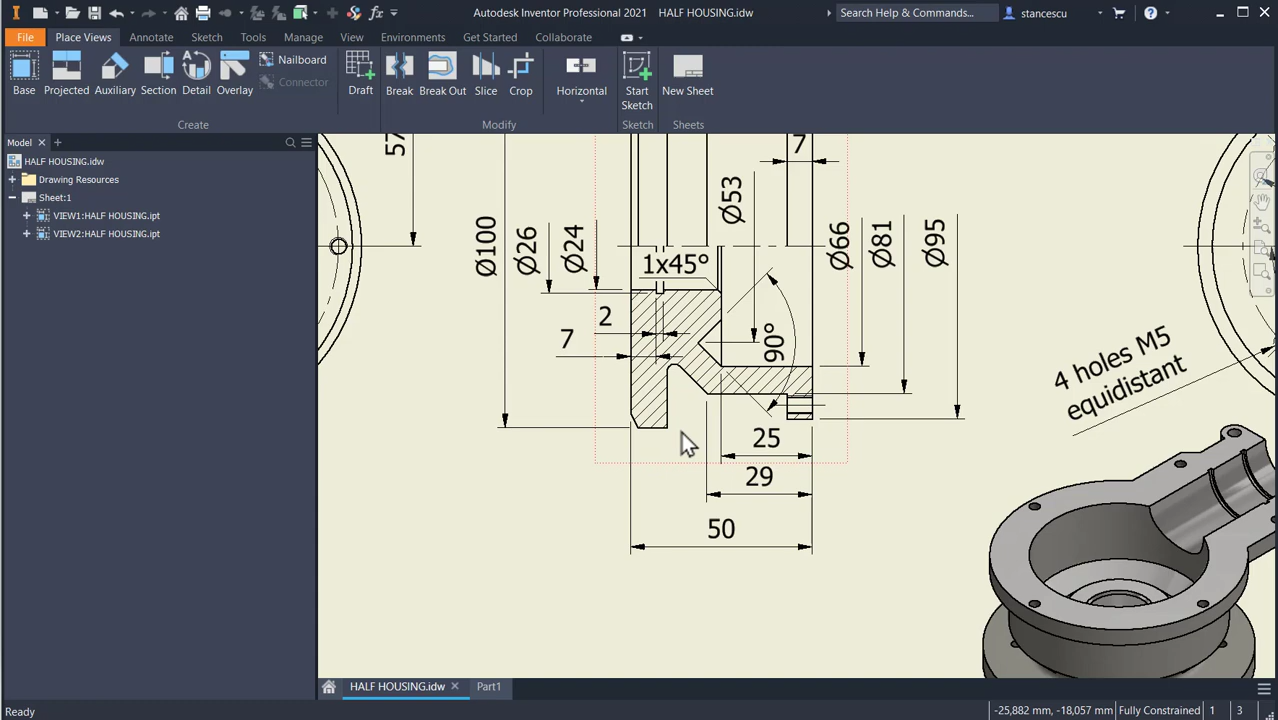 Autodesk Inventor Professional 2021 HALF HOUSING.idw
Search Help & Commands...
stancescu
File
Place Views
Annotate
Sketch
Tools
Manage
View
Environments
Get Started
Collaborate
Base
Projected
Auxiliary
Section
Detail
Overlay
Nailboard
Connector
Draft
Break
Break Out
Slice
Crop
Horizontal
Start
Sketch
New Sheet
Create
Modify
Sketch
Sheets
Model
HALF HOUSING.idw
Drawing Resources
Sheet:1
VIEW1:HALF HOUSING.ipt
VIEW2:HALF HOUSING.ipt
57
7
Ø53
Ø100
Ø26
Ø24
1x45°
Ø66
Ø81
Ø95
2
7
90°
25
29
50
4 holes M5
equidistant
HALF HOUSING.idw
Part1
Ready
-25,882 mm, -18,057 mm
Fully Constrained
1
3